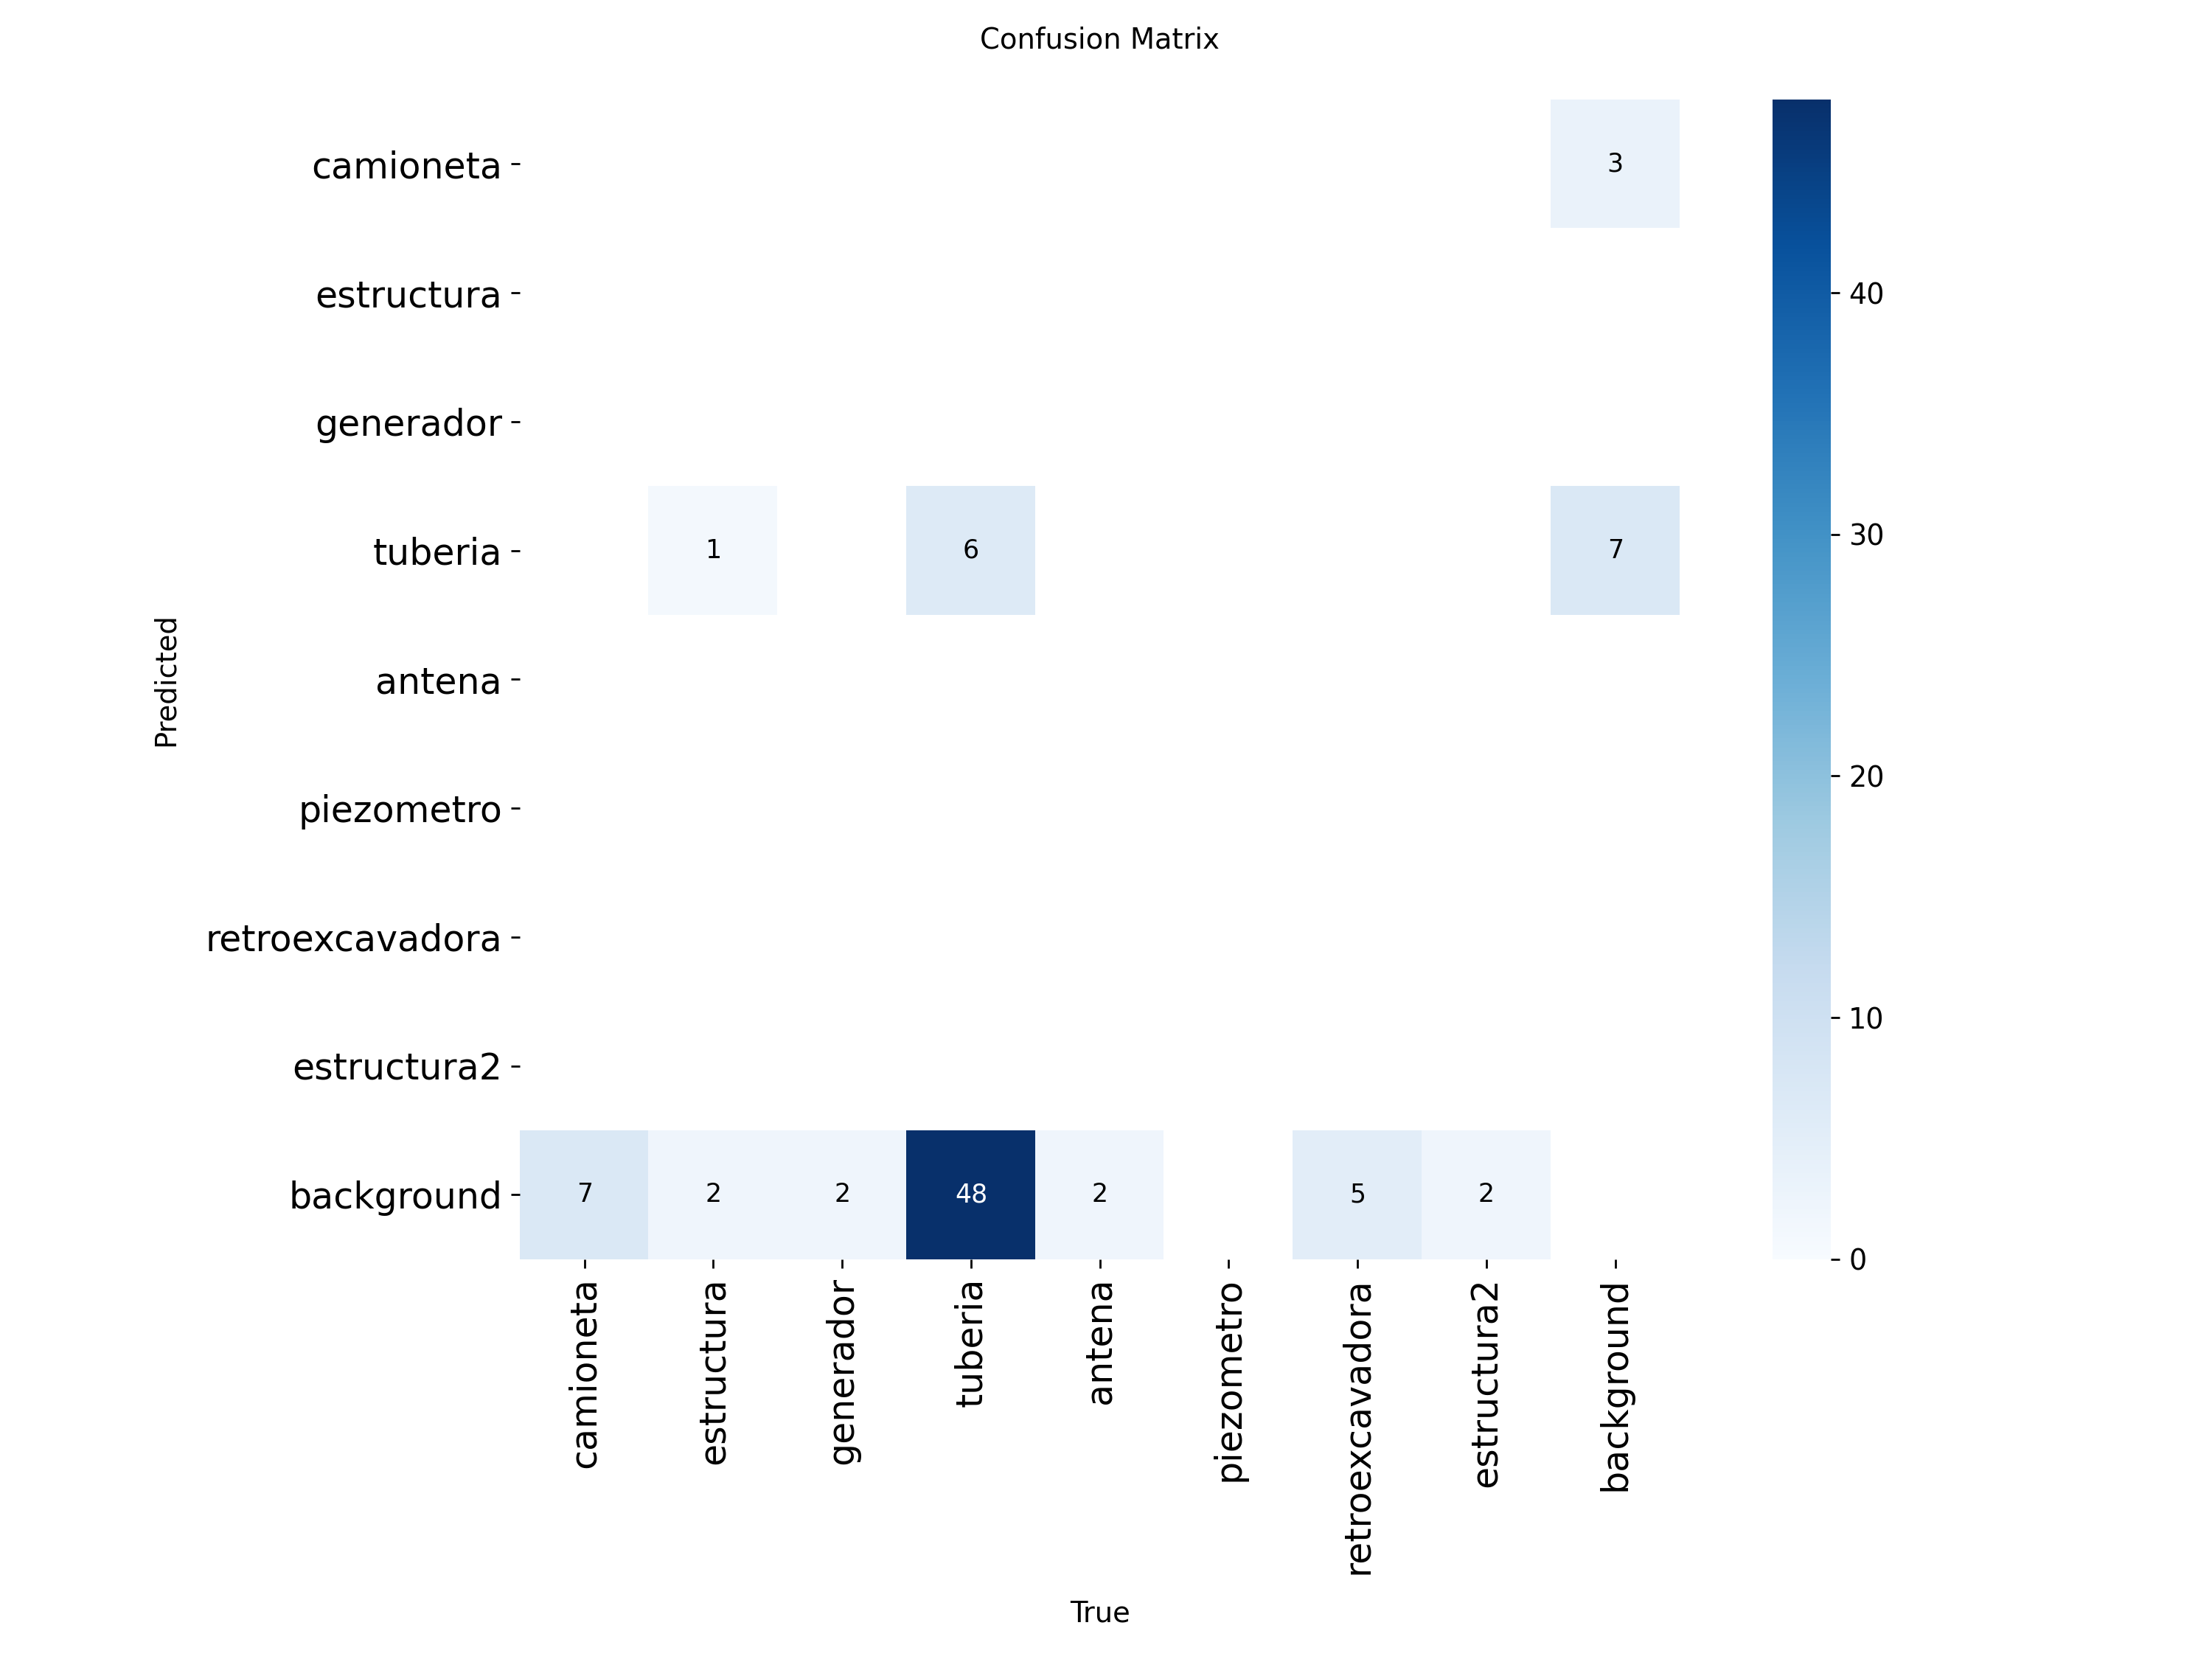 Confusion Matrix
camioneta
3
estructura
40
generador
tuberia
1 6 7
30
antena
Predicted
piezometro
20
retroexcavadora
estructura2
10
background
7 2 2 48 2 5 2
0
camioneta
estructura
generador
tuberia
antena
piezometro
retroexcavadora
estructura2
background
True